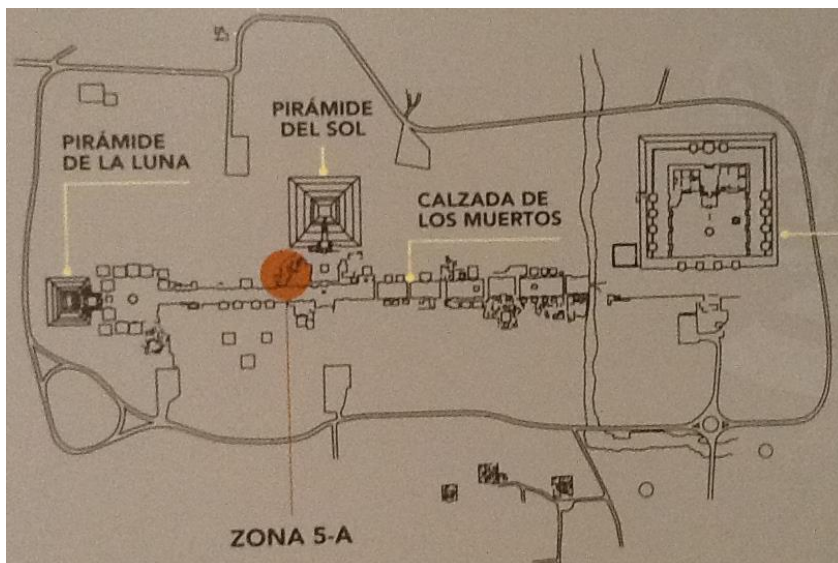 PIRÁMIDE
DE LA LUNA
PIRÁMIDE
DEL SOL
CALZADA DE
LOS MUERTOS
ZONA 5-A